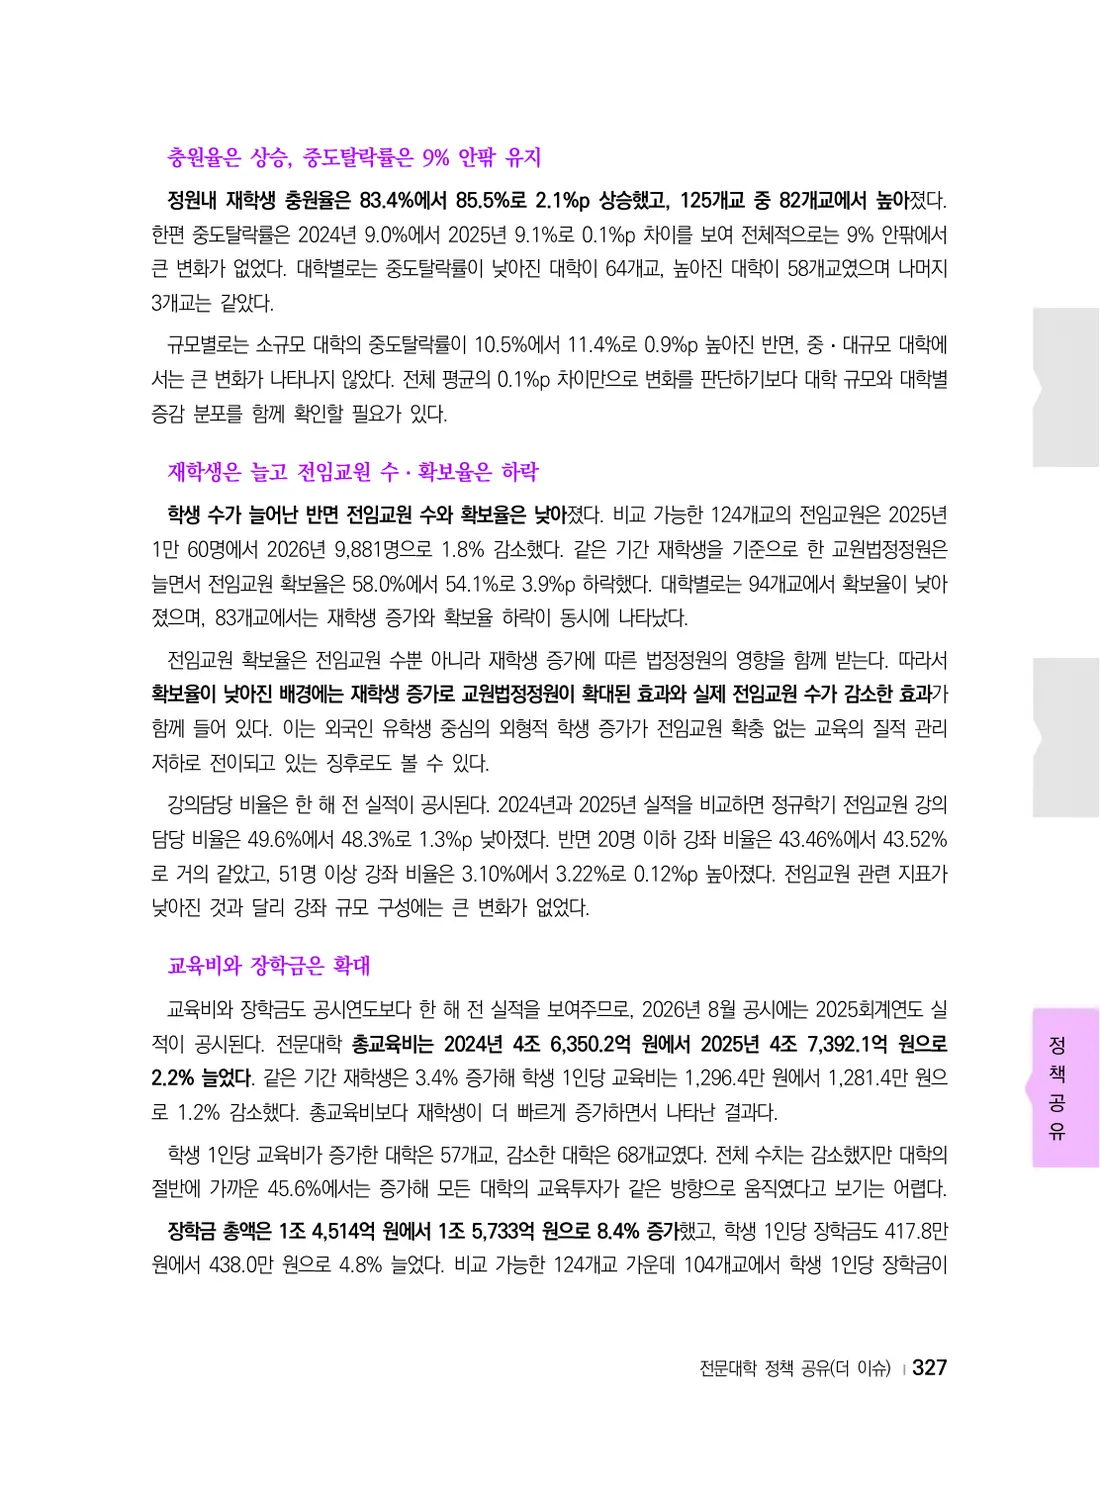 충원율은 상승, 중도탈락률은 9% 안팎 유지
정원내 재학생 충원율은 83.4%에서 85.5%로 2.1%p 상승했고, 125개교 중 82개교에서 높아졌다.
한편 중도탈락률은 2024년 9.0%에서 2025년 9.1%로 0.1%p 차이를 보여 전체적으로는 9% 안팎에서
큰 변화가 없었다. 대학별로는 중도탈락률이 낮아진 대학이 64개교, 높아진 대학이 58개교였으며 나머지
3개교는 같았다.
규모별로는 소규모 대학의 중도탈락률이 10.5%에서 11.4%로 0.9%p 높아진 반면, 중·대규모 대학에
서는 큰 변화가 나타나지 않았다. 전체 평균의 0.1%p 차이만으로 변화를 판단하기보다 대학 규모와 대학별
증감 분포를 함께 확인할 필요가 있다.
재학생은 늘고 전임교원 수·확보율은 하락
학생 수가 늘어난 반면 전임교원 수와 확보율은 낮아졌다. 비교 가능한 124개교의 전임교원은 2025년
1만 60명에서 2026년 9,881명으로 1.8% 감소했다. 같은 기간 재학생을 기준으로 한 교원법정정원은
늘면서 전임교원 확보율은 58.0%에서 54.1%로 3.9%p 하락했다. 대학별로는 94개교에서 확보율이 낮아
졌으며, 83개교에서는 재학생 증가와 확보율 하락이 동시에 나타났다.
전임교원 확보율은 전임교원 수뿐 아니라 재학생 증가에 따른 법정정원의 영향을 함께 받는다. 따라서
확보율이 낮아진 배경에는 재학생 증가로 교원법정정원이 확대된 효과와 실제 전임교원 수가 감소한 효과가
함께 들어 있다. 이는 외국인 유학생 중심의 외형적 학생 증가가 전임교원 확충 없는 교육의 질적 관리
저하로 전이되고 있는 징후로도 볼 수 있다.
강의담당 비율은 한 해 전 실적이 공시된다. 2024년과 2025년 실적을 비교하면 정규학기 전임교원 강의
담당 비율은 49.6%에서 48.3%로 1.3%p 낮아졌다. 반면 20명 이하 강좌 비율은 43.46%에서 43.52%
로 거의 같았고, 51명 이상 강좌 비율은 3.10%에서 3.22%로 0.12%p 높아졌다. 전임교원 관련 지표가
낮아진 것과 달리 강좌 규모 구성에는 큰 변화가 없었다.
교육비와 장학금은 확대
교육비와 장학금도 공시연도보다 한 해 전 실적을 보여주므로, 2026년 8월 공시에는 2025회계연도 실
적이 공시된다. 전문대학 총교육비는 2024년 4조 6,350.2억 원에서 2025년 4조 7,392.1억 원으로
2.2% 늘었다. 같은 기간 재학생은 3.4% 증가해 학생 1인당 교육비는 1,296.4만 원에서 1,281.4만 원으
로 1.2% 감소했다. 총교육비보다 재학생이 더 빠르게 증가하면서 나타난 결과다.
학생 1인당 교육비가 증가한 대학은 57개교, 감소한 대학은 68개교였다. 전체 수치는 감소했지만 대학의
절반에 가까운 45.6%에서는 증가해 모든 대학의 교육투자가 같은 방향으로 움직였다고 보기는 어렵다.
장학금 총액은 1조 4,514억 원에서 1조 5,733억 원으로 8.4% 증가했고, 학생 1인당 장학금도 417.8만
원에서 438.0만 원으로 4.8% 늘었다. 비교 가능한 124개교 가운데 104개교에서 학생 1인당 장학금이
정
책
공
유
전문대학 정책 공유(더 이슈) | 327